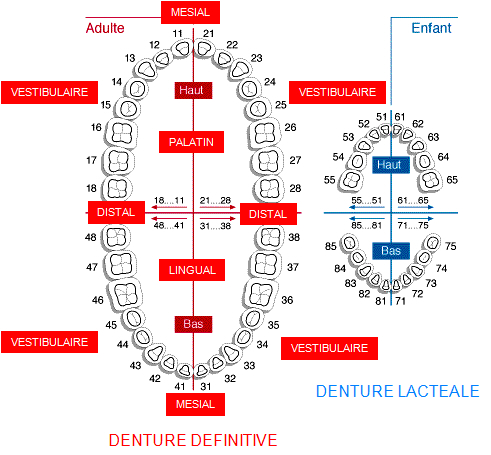 MESIAL
Adulte
Enfant
11 21
12 22
13 23
14 24
15 25
16 26
17 27
18 28
VESTIBULAIRE
VESTIBULAIRE
Haut
PALATIN
DISTAL
18....11 21....28
48....41 31....38
DISTAL
48 38
47 37
46 36
45 35
44 34
43 33
42 32
41 31
LINGUAL
Bas
VESTIBULAIRE
VESTIBULAIRE
MESIAL
DENTURE DEFINITIVE
51 61
52 62
53 63
54 64
55 65
Haut
55....51 61....65
85....81 71....75
Bas
85 75
84 74
83 73
82 72
81 71
DENTURE LACTEALE